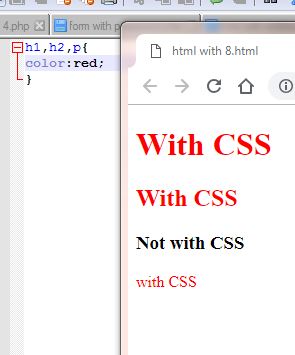 4.php
form with p
h1,h2,p{
color:red;
}
html with 8.html
With CSS
With CSS
Not with CSS
with CSS